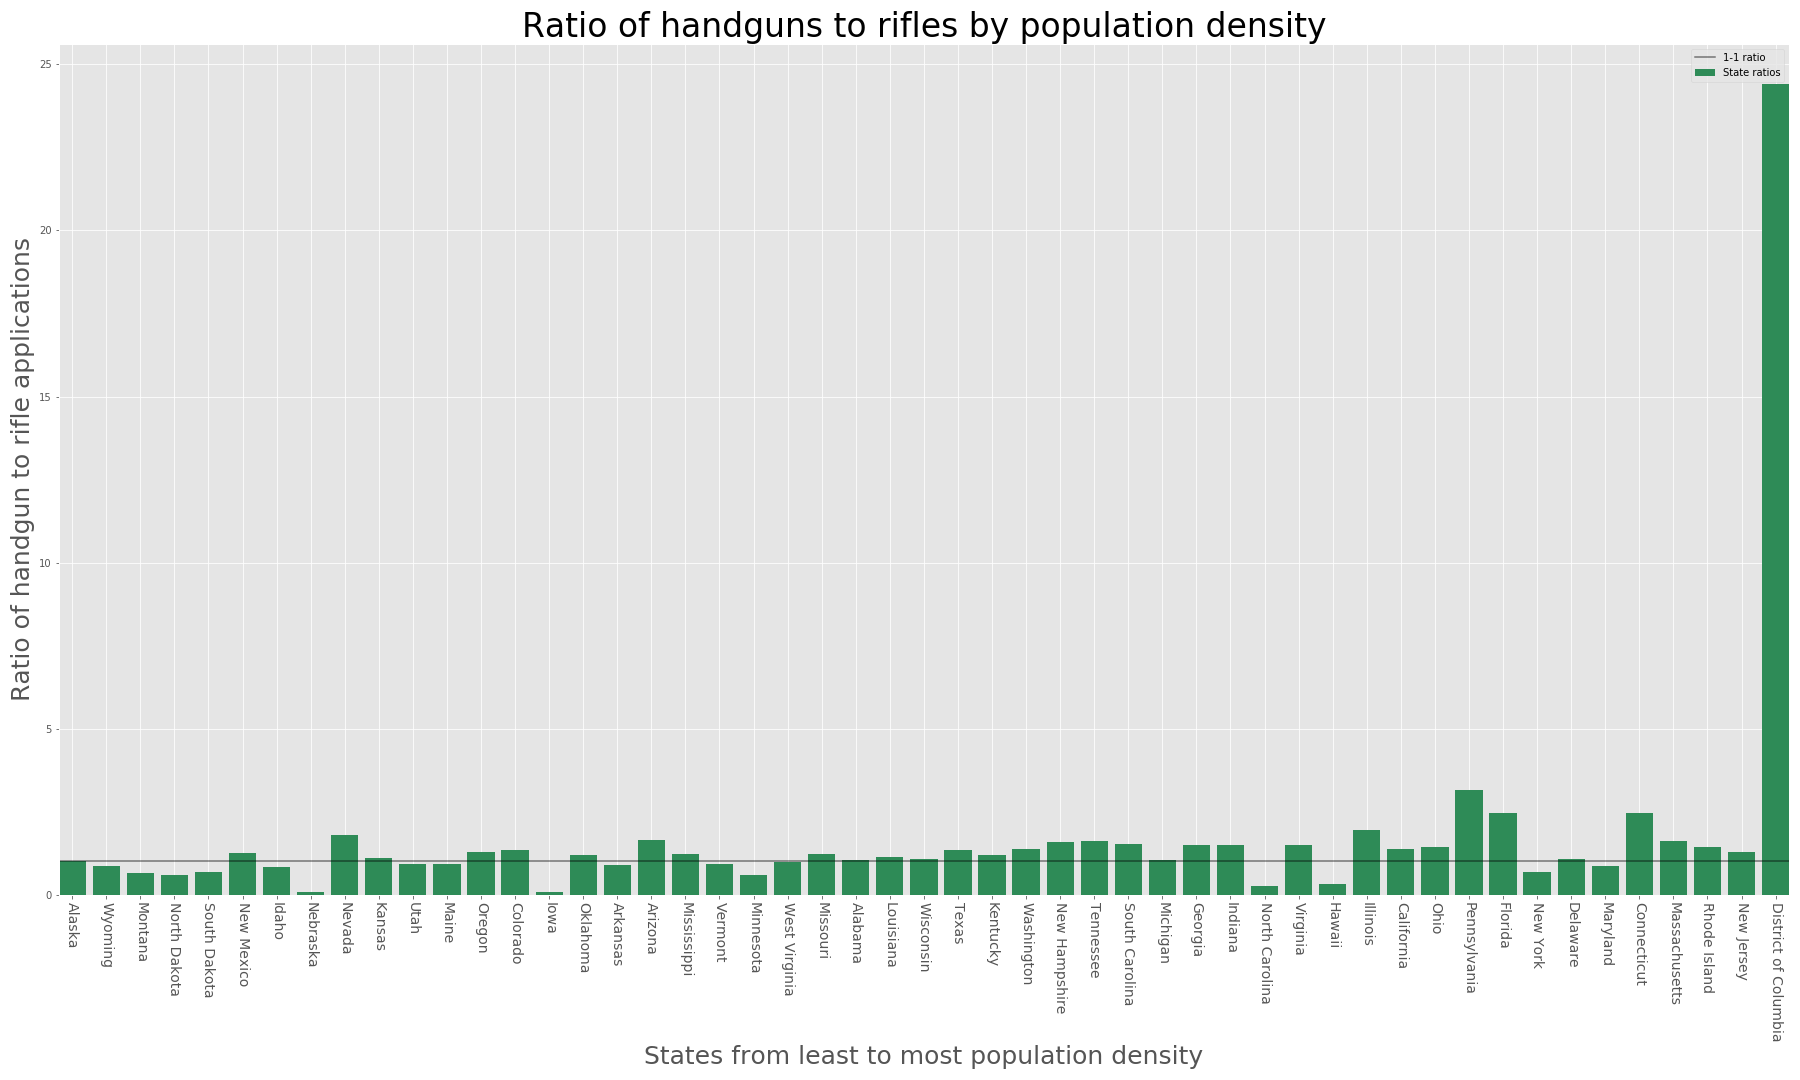 Ratio of handguns to rifles by population density
1-1 ratio
State ratios
Ratio of handgun to rifle applications
25
20
15
10
5
0
Alaska
Wyoming
Montana
North Dakota
South Dakota
New Mexico
Idaho
Nebraska
Nevada
Kansas
Utah
Maine
Oregon
Colorado
Iowa
Oklahoma
Arkansas
Arizona
Mississippi
Vermont
Minnesota
West Virginia
Missouri
Alabama
Louisiana
Wisconsin
Texas
Kentucky
Washington
New Hampshire
Tennessee
South Carolina
Michigan
Georgia
Indiana
North Carolina
Virginia
Hawaii
Illinois
California
Ohio
Pennsylvania
Florida
New York
Delaware
Maryland
Connecticut
Massachusetts
Rhode Island
New Jersey
District of Columbia
States from least to most population density